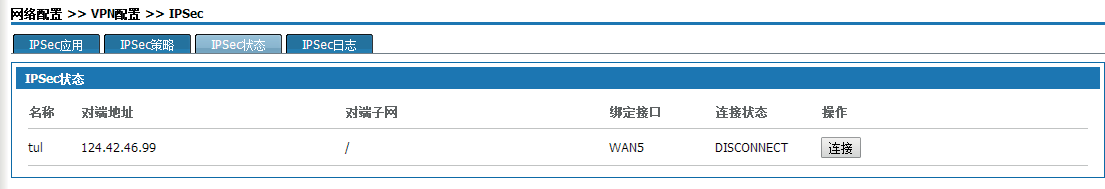 网络配置 >> VPN配置 >> IPSec
IPSec应用 IPSec策略 IPSec状态 IPSec日志
IPSec状态
名称 对端地址 对端子网 绑定接口 连接状态 操作
tul 124.42.46.99 / WAN5 DISCONNECT 连接